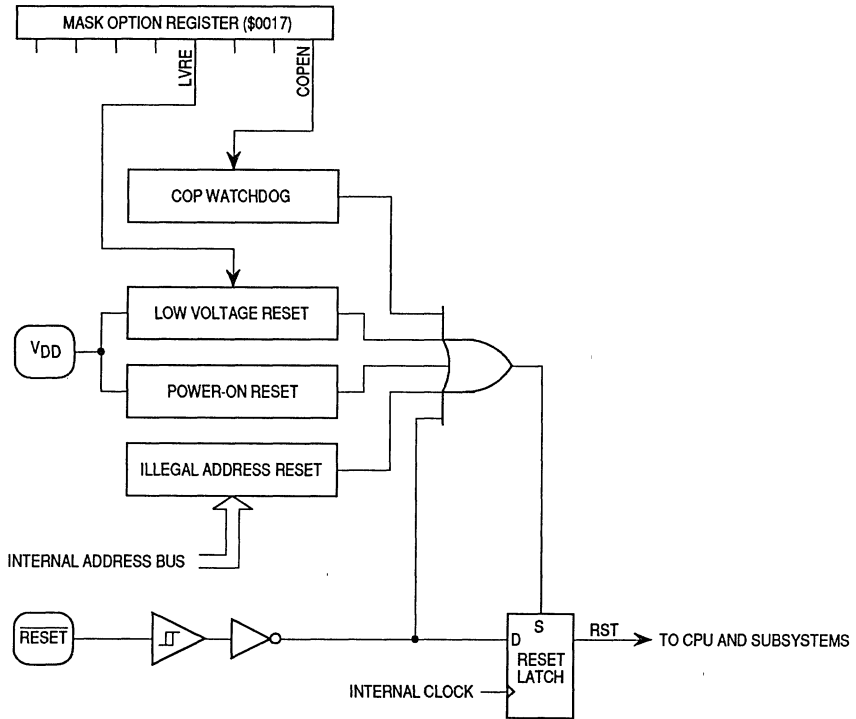 MASK OPTION REGISTER ($0017)
LVRE
COPEN
COP WATCHDOG
LOW VOLTAGE RESET
VDD
POWER-ON RESET
ILLEGAL ADDRESS RESET
INTERNAL ADDRESS BUS
RESET
S
D
RST
TO CPU AND SUBSYSTEMS
RESET
LATCH
INTERNAL CLOCK